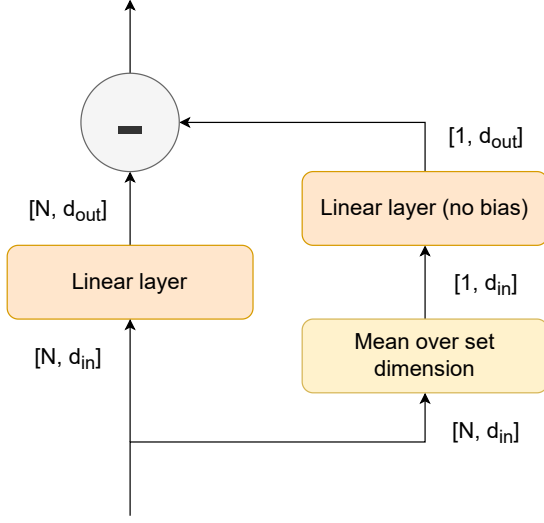 -
[1, d_out]
[N, d_out]
Linear layer (no bias)
Linear layer
[1, d_in]
[N, d_in]
Mean over set
dimension
[N, d_in]